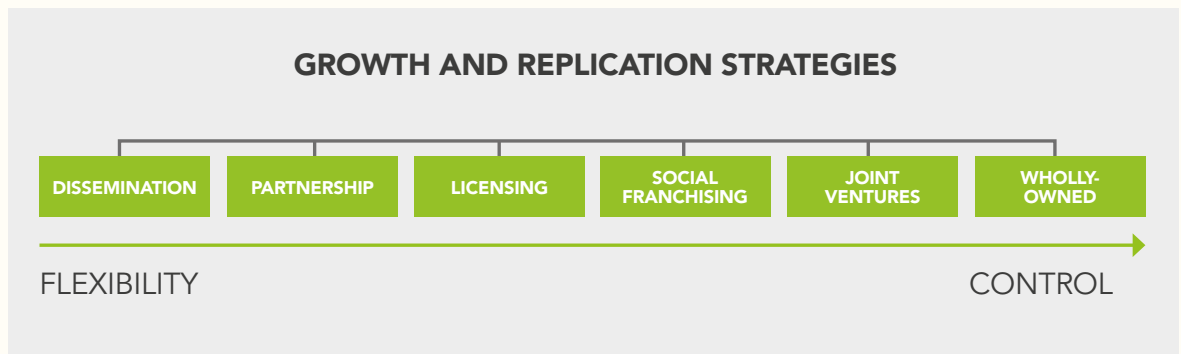 GROWTH AND REPLICATION STRATEGIES
DISSEMINATION
PARTNERSHIP
LICENSING
SOCIAL
FRANCHISING
JOINT
VENTURES
WHOLLY-
OWNED
FLEXIBILITY
CONTROL